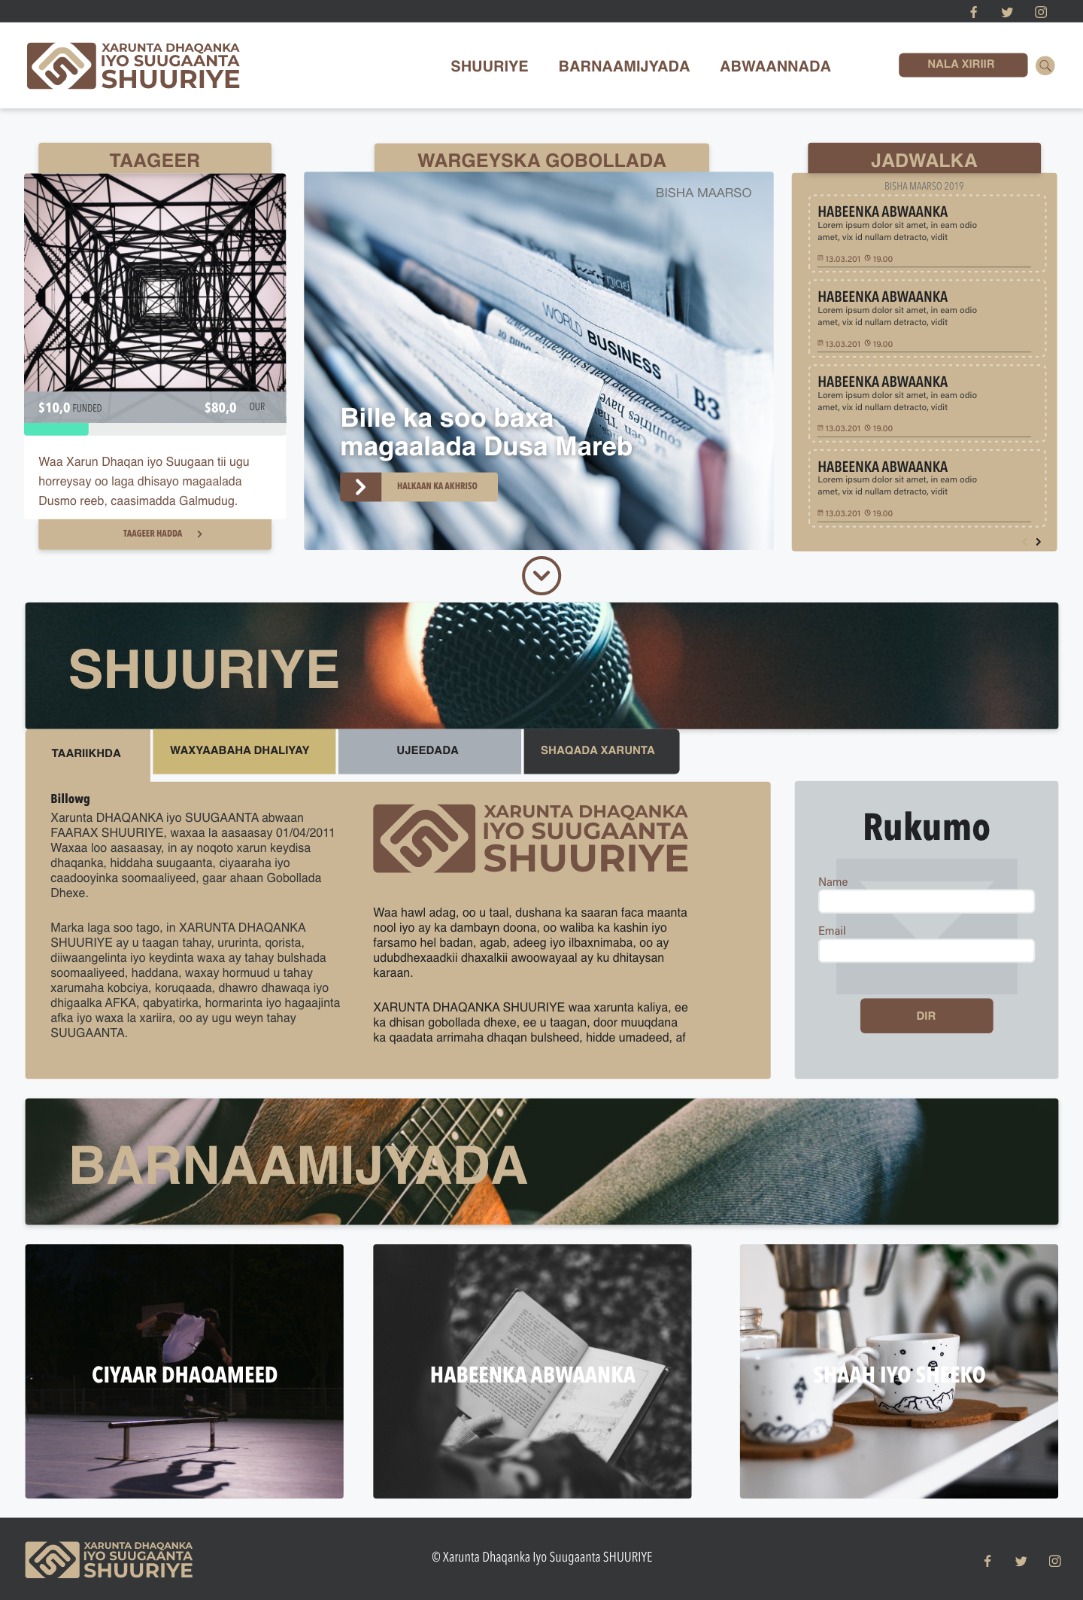 XARUNTA DHAQANKA
IYO SUUGAANTA
SHUURIYE
SHUURIYE
BARNAAMIJYADA
ABWAANNADA
NALA XIRIIR
TAAGEER
$10,0 FUNDED
$80,0 OUR
Waa Xarun Dhaqan iyo Suugaan tii ugu
horreysay oo laga dhisayo magaalada
Dusmo reeb, caasimadda Galmudug.
TAAGEER HADDA
WARGEYSKA GOBOLLADA
BISHA MAARSO
WORLD BUSINESS
B3
countries
Gen. Tha
have
Bille ka soo baxa
magaalada Dusa Mareb
HALKAAN KA AKHRISO
JADWALKA
BISHA MAARSO 2019
HABEENKA ABWAANKA
Lorem ipsum dolor sit amet, in eam odio
amet, vix id nullam detracto, vidit
13.03.201 19.00
HABEENKA ABWAANKA
Lorem ipsum dolor sit amet, in eam odio
amet, vix id nullam detracto, vidit
13.03.201 19.00
HABEENKA ABWAANKA
Lorem ipsum dolor sit amet, in eam odio
amet, vix id nullam detracto, vidit
13.03.201 19.00
HABEENKA ABWAANKA
Lorem ipsum dolor sit amet, in eam odio
amet, vix id nullam detracto, vidit
13.03.201 19.00
SHUURIYE
TAARIIKHDA
WAXYAABAHA DHALIYAY
UJEEDADA
SHAQADA XARUNTA
Billowg
Xarunta DHAQANKA iyo SUUGAANTA abwaan
FAARAX SHUURIYE, waxaa la aasaasay 01/04/2011
Waxaa loo aasaasay, in ay noqoto xarun keydisa
dhaqanka, hiddaha suugaanta, ciyaaraha iyo
caadooyinka soomaaliyeed, gaar ahaan Gobollada
Dhexe.
Marka laga soo tago, in XARUNTA DHAQANKA
SHUURIYE ay u taagan tahay, ururinta, qorista,
diiwaangelinta iyo keydinta waxa ay tahay bulshada
soomaaliyeed, haddana, waxay hormuud u tahay
xarumaha kobciya, koruqaada, dhawro dhawaqa iyo
dhigaalka AFKA, qabyatirka, hormarinta iyo hagaajinta
afka iyo waxa la xariira, oo ay ugu weyn tahay
SUUGAANTA.
XARUNTA DHAQANKA
IYO SUUGAANTA
SHUURIYE
Waa hawl adag, oo u taal, dushana ka saaran faca maanta
nool iyo ay ka dambayn doona, oo waliba ka kashin iyo
farsamo hel badan, agab, adeeg iyo ilbaxnimaba, oo ay
udubdhexaadkii dhaxalkii awoowayaal ay ku dhitaysan
karaan.
XARUNTA DHAQANKA SHUURIYE waa xarunta kaliya, ee
ka dhisan gobollada dhexe, ee u taagan, door muuqdana
ka qaadata arrimaha dhaqan bulsheed, hidde umadeed, af
Rukumo
Name
Email
DIR
BARNAAMIJYADA
CIYAAR DHAQAMEED
HABEENKA ABWAANKA
SHAAH IYO SHEEKO
XARUNTA DHAQANKA
IYO SUUGAANTA
SHUURIYE
© Xarunta Dhaqanka Iyo Suugaanta SHUURIYE